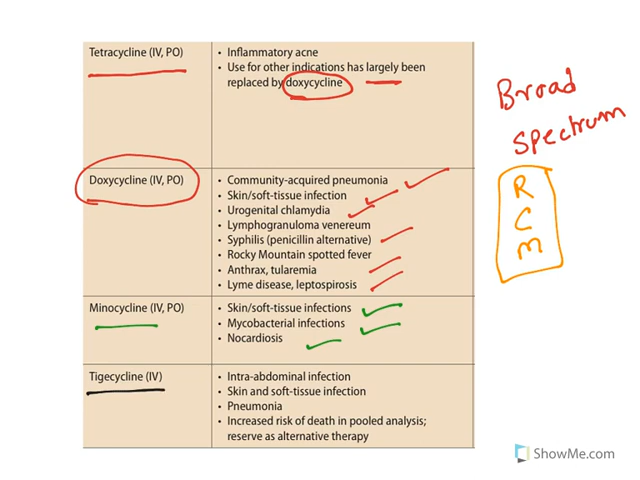 Tetracycline (IV, PO)
• Inflammatory acne
• Use for other indications has largely been
replaced by doxycycline
Doxycycline (IV, PO)
• Community-acquired pneumonia
• Skin/soft-tissue infection
• Urogenital chlamydia
• Lymphogranuloma venereum
• Syphilis (penicillin alternative)
• Rocky Mountain spotted fever
• Anthrax, tularemia
• Lyme disease, leptospirosis
Minocycline (IV, PO)
• Skin/soft-tissue infections
• Mycobacterial infections
• Nocardiosis
Tigecycline (IV)
• Intra-abdominal infection
• Skin and soft-tissue infection
• Pneumonia
• Increased risk of death in pooled analysis;
reserve as alternative therapy
Broad
Spectrum
R
C
M
ShowMe.com